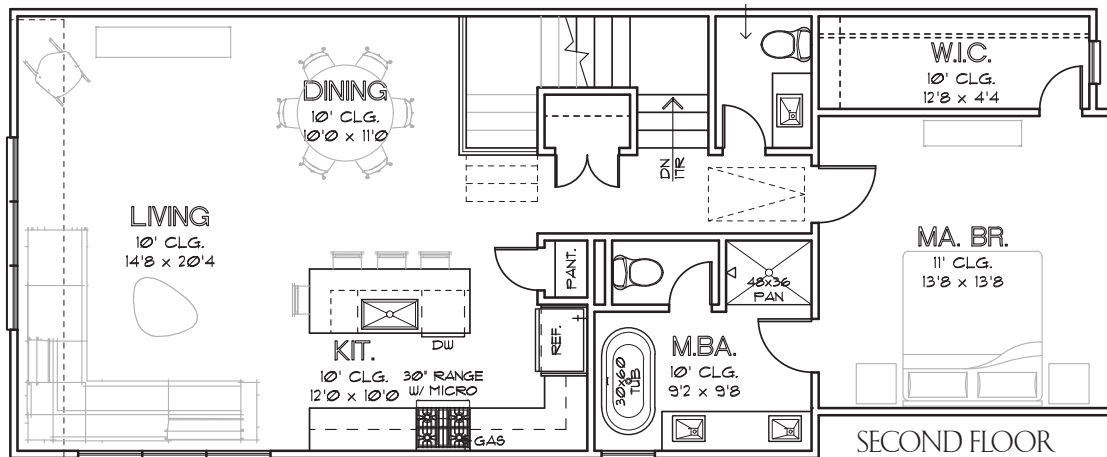 W.I.C.
10' CLG.
12'8 x 4'4
DINING
10' CLG.
10'0 x 11'0
DN
17R
LIVING
10' CLG.
14'8 x 20'4
PANT.
48x36
PAN
MA. BR.
11' CLG.
13'8 x 13'8
DW
REF.
KIT.
10' CLG.
12'0 x 10'0
30" RANGE
W/ MICRO
GAS
30x60
TUB
M.BA.
10' CLG.
9'2 x 9'8
SECOND FLOOR